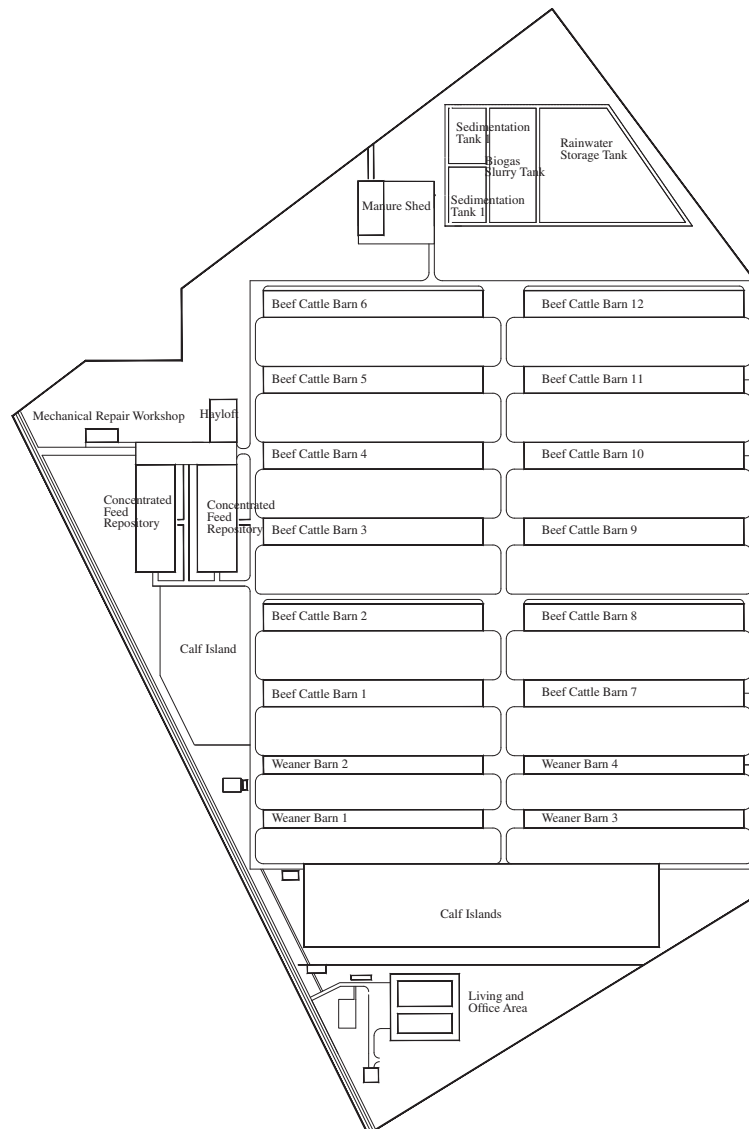 Sedimentation
Tank 1
Biogas
Slurry Tank
Rainwater
Storage Tank
Manure Shed
Sedimentation
Tank 1
Beef Cattle Barn 6
Beef Cattle Barn 12
Beef Cattle Barn 5
Beef Cattle Barn 11
Mechanical Repair Workshop
Hayloft
Beef Cattle Barn 4
Beef Cattle Barn 10
Concentrated
Feed
Repository
Concentrated
Feed
Repository
Beef Cattle Barn 3
Beef Cattle Barn 9
Beef Cattle Barn 2
Beef Cattle Barn 8
Calf Island
Beef Cattle Barn 1
Beef Cattle Barn 7
Weaner Barn 2
Weaner Barn 4
Weaner Barn 1
Weaner Barn 3
Calf Islands
Living and
Office Area